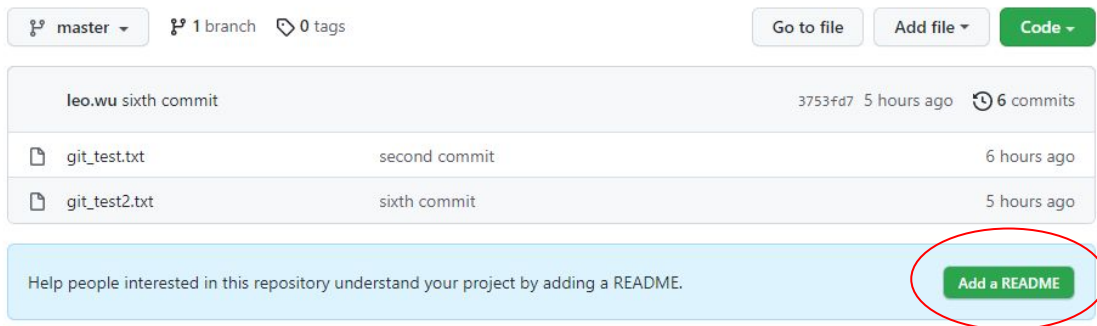 master 1 branch 0 tags Go to file Add file Code
leo.wu sixth commit 3753fd7 5 hours ago 6 commits
git_test.txt second commit 6 hours ago
git_test2.txt sixth commit 5 hours ago
Help people interested in this repository understand your project by adding a README. Add a README